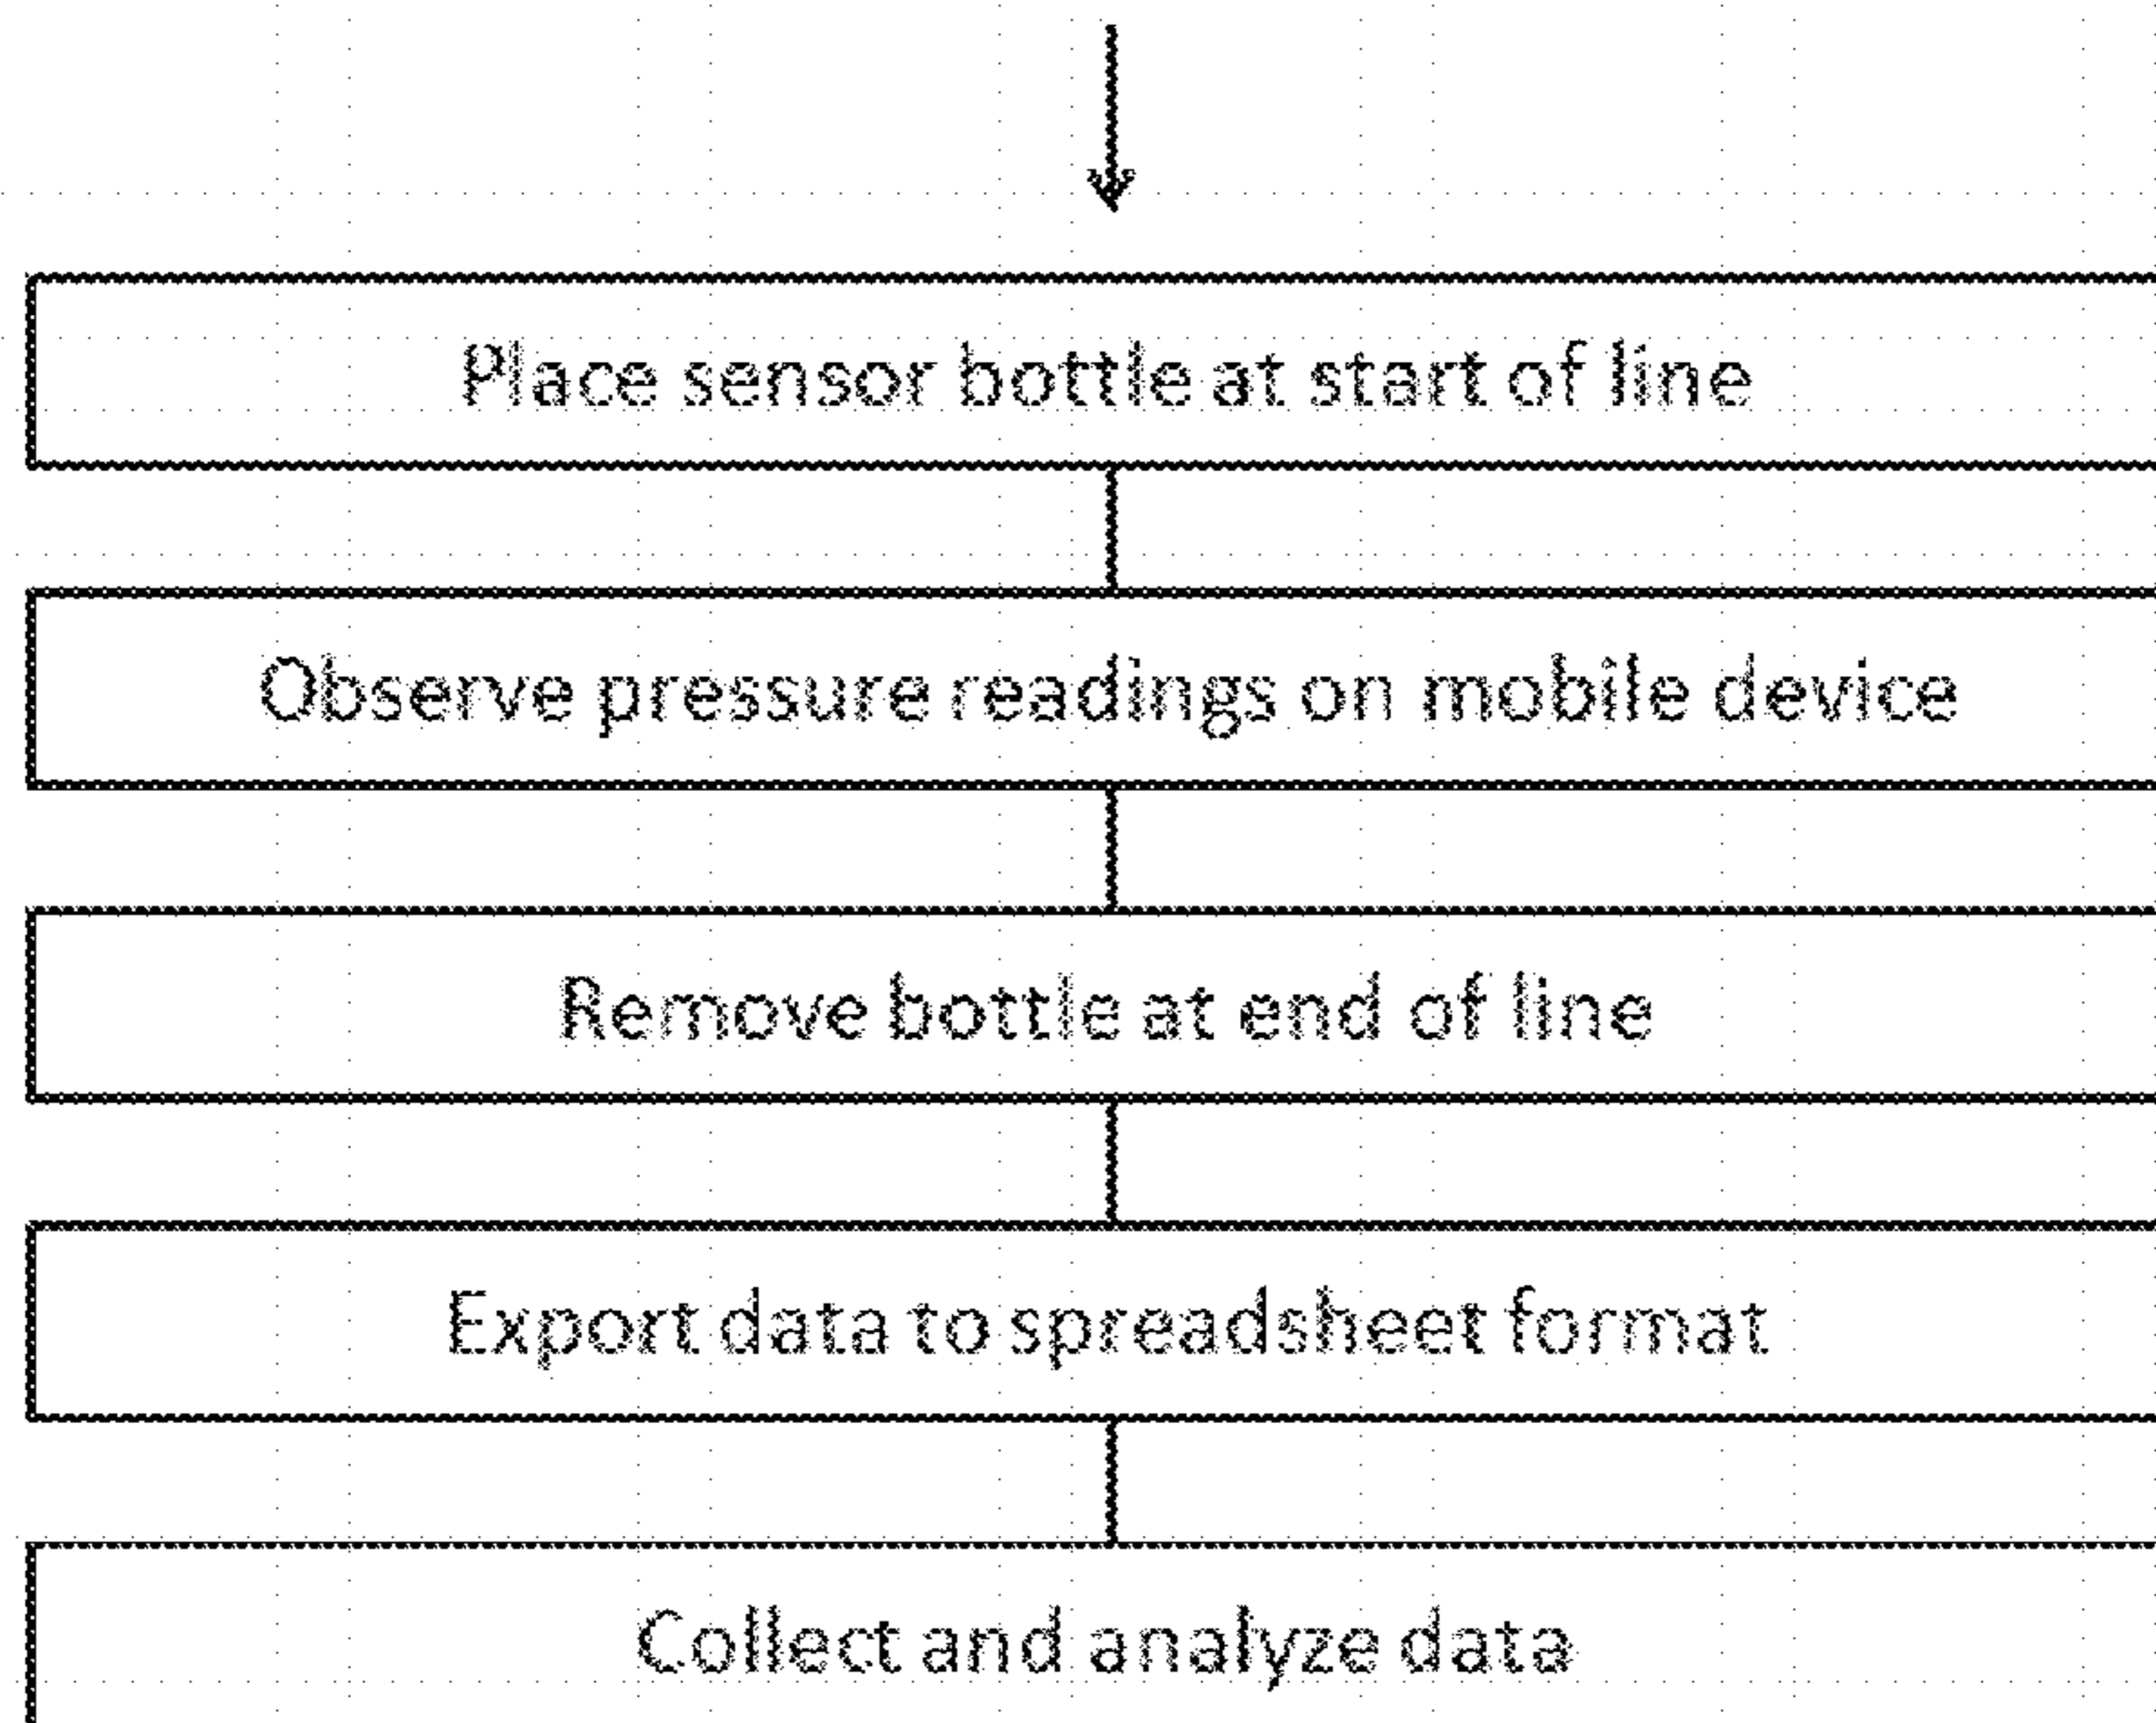 Place sensor bottle at start of line
Observe pressure readings on mobile device
Remove bottle at end of line
Export data to spreadsheet format
Collect and analyze data